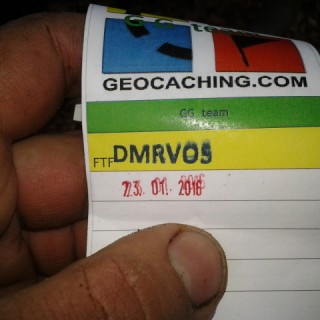 GEOCACHING.COM
GG team
FTF DMRVOS
23. 01. 2016